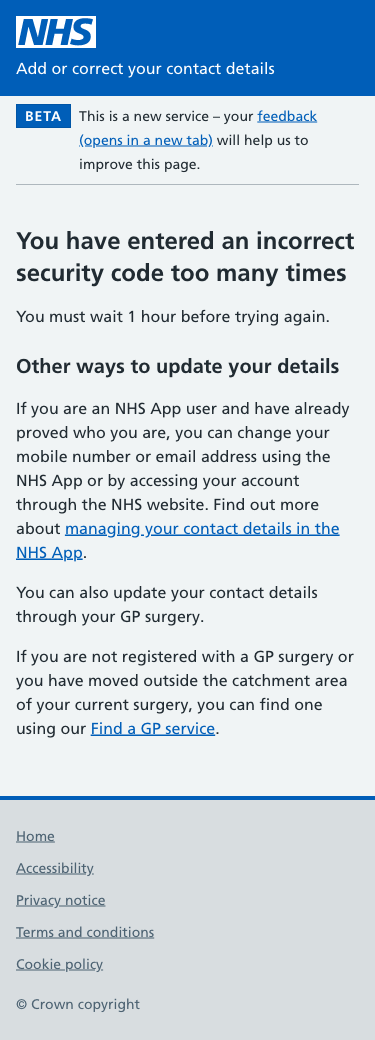 NHS
Add or correct your contact details
BETA
This is a new service – your feedback
(opens in a new tab) will help us to
improve this page.
You have entered an incorrect
security code too many times
You must wait 1 hour before trying again.
Other ways to update your details
If you are an NHS App user and have already
proved who you are, you can change your
mobile number or email address using the
NHS App or by accessing your account
through the NHS website. Find out more
about managing your contact details in the
NHS App.
You can also update your contact details
through your GP surgery.
If you are not registered with a GP surgery or
you have moved outside the catchment area
of your current surgery, you can find one
using our Find a GP service.
Home
Accessibility
Privacy notice
Terms and conditions
Cookie policy
© Crown copyright